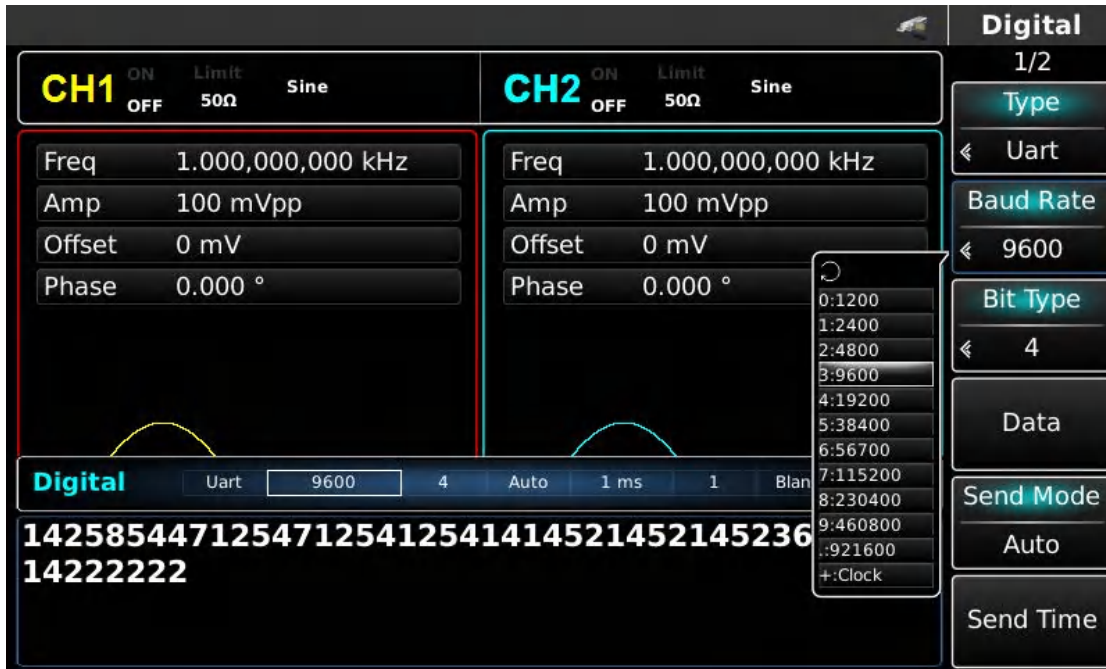 Digital
1/2
CH1 ON OFF Limit 50Ω Sine
CH2 ON OFF Limit 50Ω Sine
Freq 1.000,000,000 kHz
Amp 100 mVpp
Offset 0 mV
Phase 0.000 °
Freq 1.000,000,000 kHz
Amp 100 mVpp
Offset 0 mV
Phase 0.000 °
0:1200
1:2400
2:4800
3:9600
4:19200
5:38400
6:56700
7:115200
8:230400
9:460800
.:921600
+:Clock
Type
Uart
Baud Rate
9600
Bit Type
4
Data
Send Mode
Auto
Send Time
Digital Uart 9600 4 Auto 1 ms 1 Blan
14258544712547125412541414521452145236
14222222